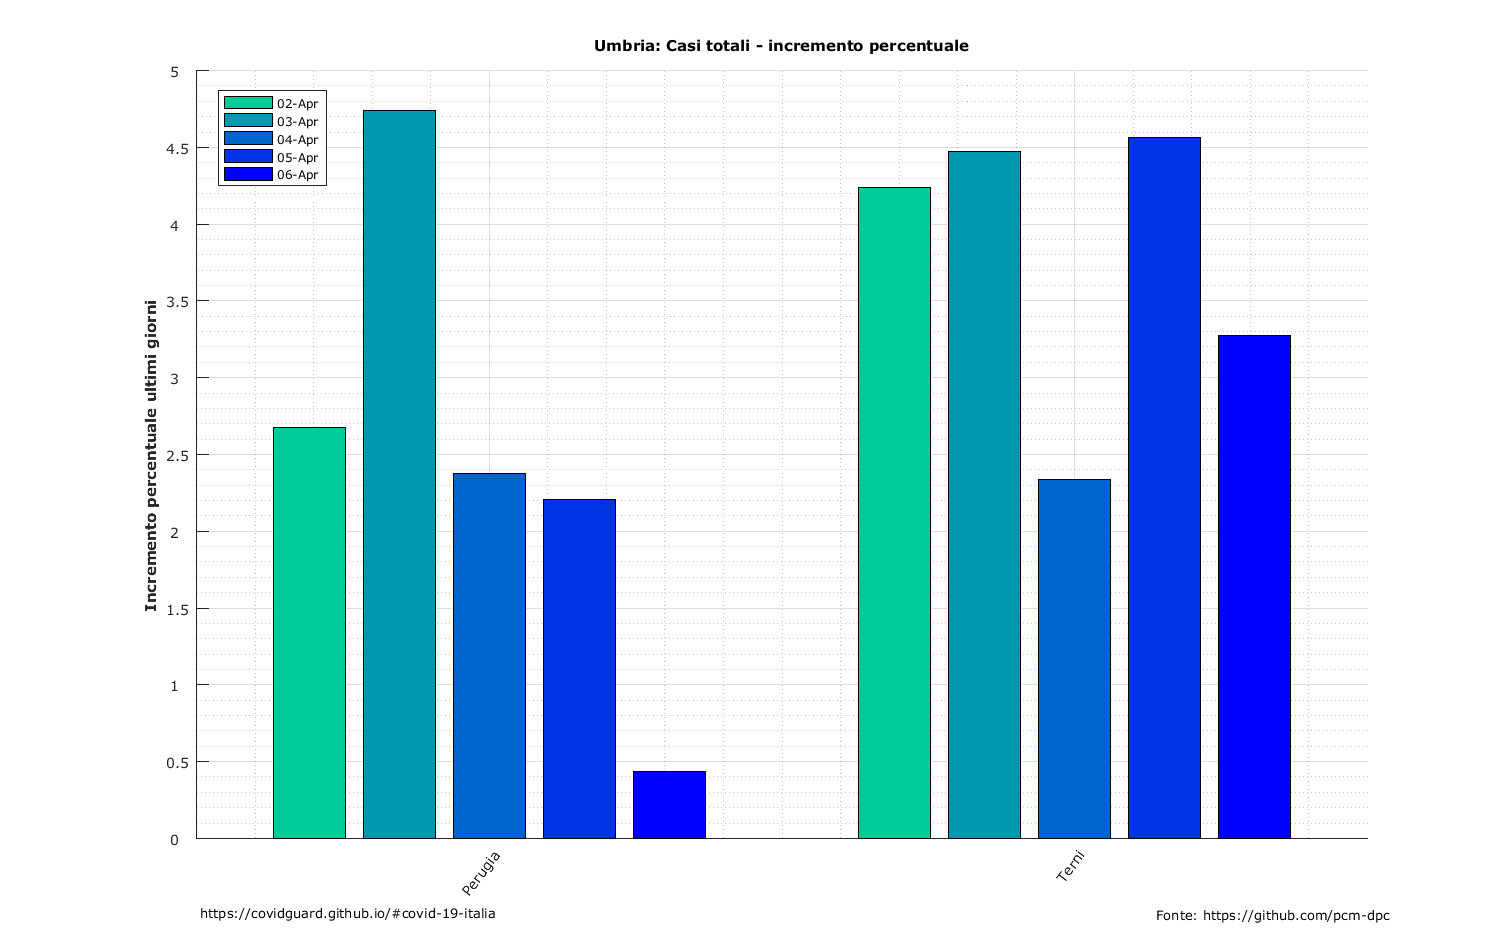 Umbria: Casi totali - incremento percentuale
5
4.5
4
3.5
3
2.5
2
1.5
1
0.5
0
02-Apr
03-Apr
04-Apr
05-Apr
06-Apr
Incremento percentuale ultimi giorni
Perugia
Terni
https://covidguard.github.io/#covid-19-italia
Fonte: https://github.com/pcm-dpc